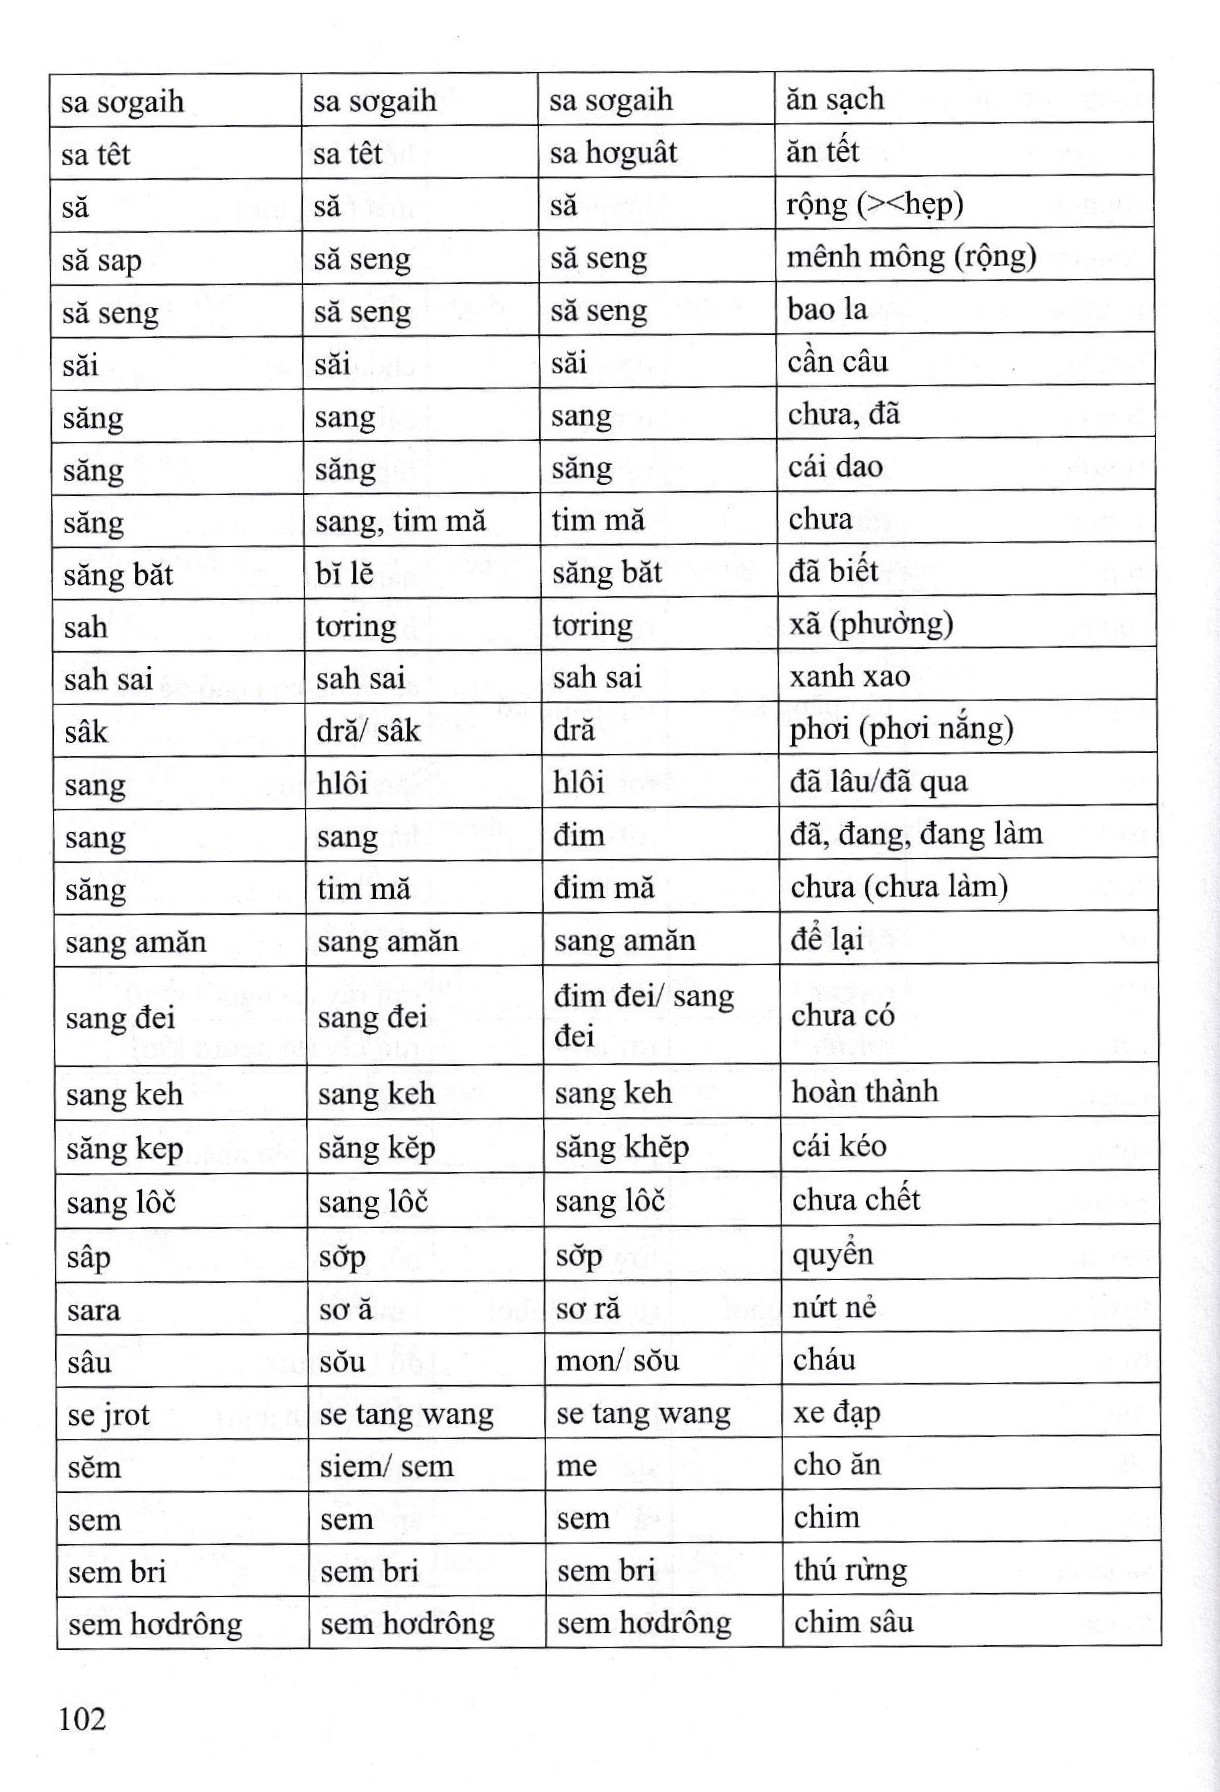 sa sơgaih sa sơgaih sa sơgaih ăn sạch
sa têt sa têt sa hơguât ăn tết
să să să rộng (><hẹp)
să sap să seng să seng mênh mông (rộng)
să seng să seng să seng bao la
săi săi săi cần câu
săng sang sang chưa, đã
săng săng săng cái dao
săng sang, tim mă tim mă chưa
săng băt bĭ lĕ săng băt đã biết
sah tơring tơring xã (phường)
sah sai sah sai sah sai xanh xao
sâk dră/ sâk dră phơi (phơi nắng)
sang hlôi hlôi đã lâu/đã qua
sang sang đim đã, đang, đang làm
săng tim mă đim mă chưa (chưa làm)
sang amăn sang amăn sang amăn để lại
sang đei sang đei đim đei/ sang đei chưa có
sang keh sang keh sang keh hoàn thành
săng kep săng kĕp săng khĕp cái kéo
sang lôč sang lôč sang lôč chưa chết
sâp sơ̆p sơ̆p quyển
sara sơ ă sơ ră nứt nẻ
sâu sŏu mon/ sŏu cháu
se jrot se tang wang se tang wang xe đạp
sĕm siem/ sem me cho ăn
sem sem sem chim
sem bri sem bri sem bri thú rừng
sem hơdrông sem hơdrông sem hơdrông chim sâu
102